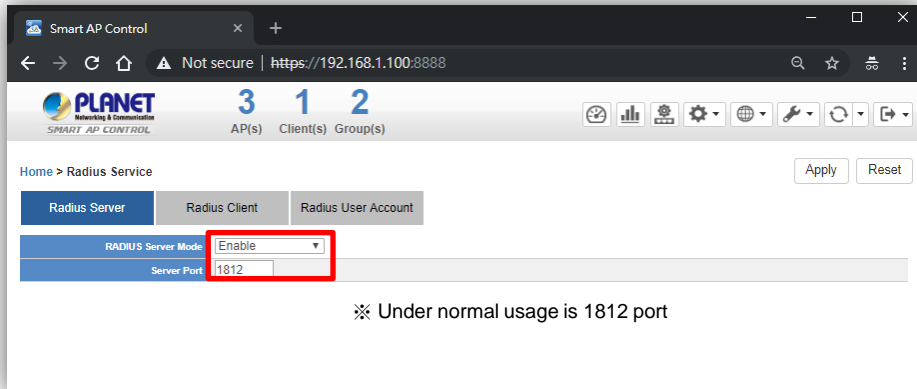 Smart AP Control
Not secure | https://192.168.1.100:8888
PLANET
Networking & Communication
SMART AP CONTROL
3 1 2
AP(s) Client(s) Group(s)
Home > Radius Service
Apply Reset
Radius Server Radius Client Radius User Account
RADIUS Server Mode Enable
Server Port 1812
※ Under normal usage is 1812 port